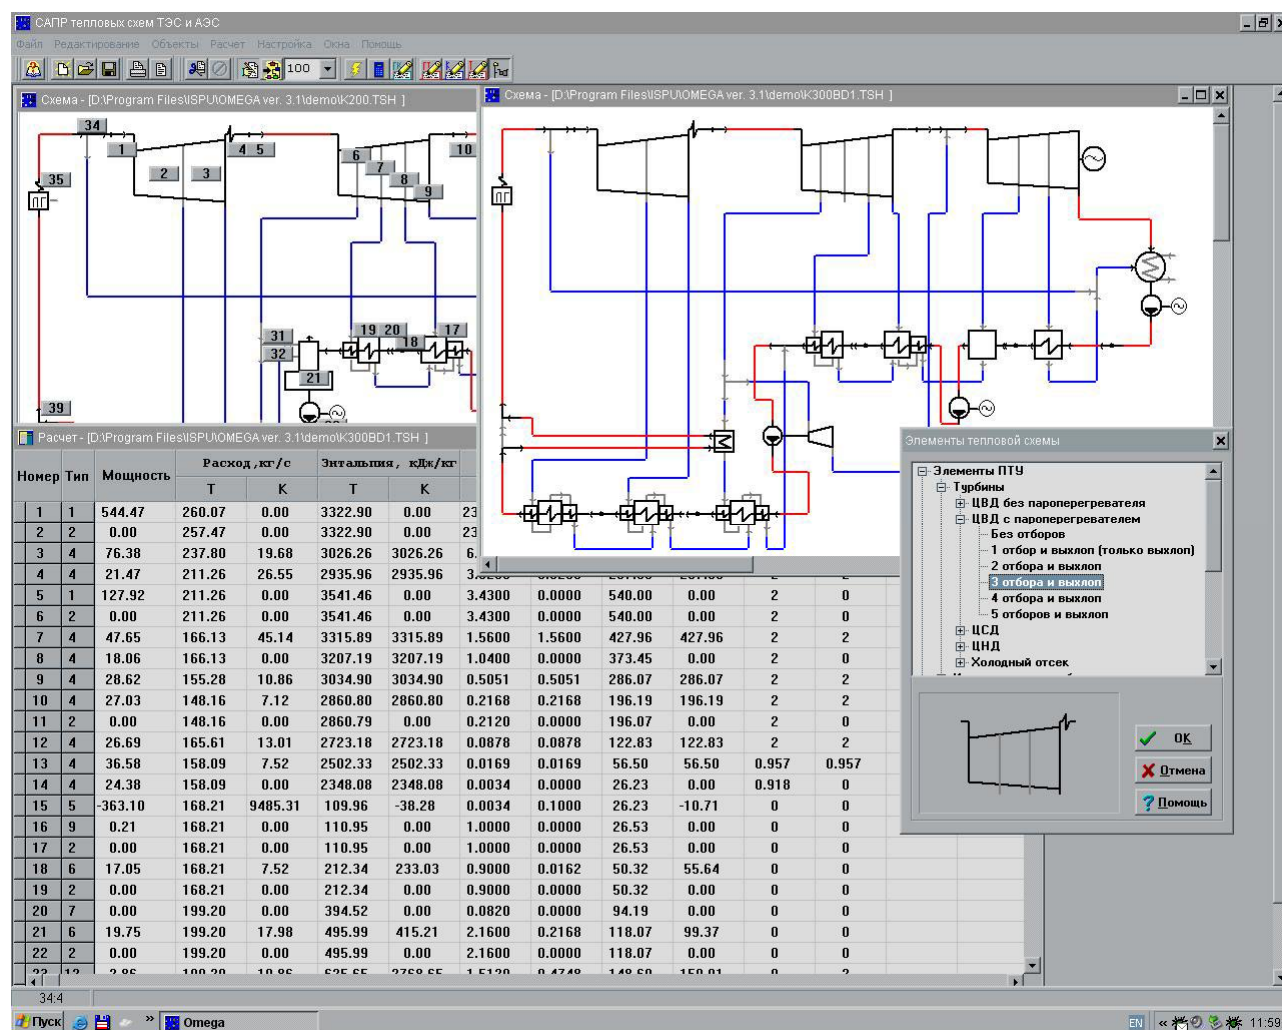 САПР тепловых схем ТЭС и АЭС
Файл Редактирование Объекты Расчет Настройка Окна Помощь
100
Схема - [D:\Program Files\ISPU\OMEGA ver. 3.1\demo\K200.TSH ]
34
1
2
3
4 5
6
7
8
9
10
35
ПГ
31
32
19 20
18
17
21
39
Схема - [D:\Program Files\ISPU\OMEGA ver. 3.1\demo\K300BD1.TSH ]
ПГ
Расчет - [D:\Program Files\ISPU\OMEGA ver. 3.1\demo\K300BD1.TSH ]
Номер Тип Мощность Расход,кг/с Энтальпия, кДж/кг
Т К Т К
1 1 544.47 260.07 0.00 3322.90 0.00 23
2 2 0.00 257.47 0.00 3322.90 0.00 23
3 4 76.38 237.80 19.68 3026.26 3026.26 6.
4 4 21.47 211.26 26.55 2935.96 2935.96
5 1 127.92 211.26 0.00 3541.46 0.00 3.4300 0.0000 540.00 0.00 2 0
6 2 0.00 211.26 0.00 3541.46 0.00 3.4300 0.0000 540.00 0.00 2 0
7 4 47.65 166.13 45.14 3315.89 3315.89 1.5600 1.5600 427.96 427.96 2 2
8 4 18.06 166.13 0.00 3207.19 3207.19 1.0400 0.0000 373.45 0.00 2 0
9 4 28.62 155.28 10.86 3034.90 3034.90 0.5051 0.5051 286.07 286.07 2 2
10 4 27.03 148.16 7.12 2860.80 2860.80 0.2168 0.2168 196.19 196.19 2 2
11 2 0.00 148.16 0.00 2860.79 0.00 0.2120 0.0000 196.07 0.00 2 0
12 4 26.69 165.61 13.01 2723.18 2723.18 0.0878 0.0878 122.83 122.83 2 2
13 4 36.58 158.09 7.52 2502.33 2502.33 0.0169 0.0169 56.50 56.50 0.957 0.957
14 4 24.38 158.09 0.00 2348.08 2348.08 0.0034 0.0000 26.23 0.00 0.918 0
15 5 -363.10 168.21 9485.31 109.96 -38.28 0.0034 0.1000 26.23 -10.71 0 0
16 9 0.21 168.21 0.00 110.95 0.00 1.0000 0.0000 26.53 0.00 0 0
17 2 0.00 168.21 0.00 110.95 0.00 1.0000 0.0000 26.53 0.00 0 0
18 6 17.05 168.21 7.52 212.34 233.03 0.9000 0.0162 50.32 55.64 0 0
19 2 0.00 168.21 0.00 212.34 0.00 0.9000 0.0000 50.32 0.00 0 0
20 7 0.00 199.20 0.00 394.52 0.00 0.0820 0.0000 94.19 0.00 0 0
21 6 19.75 199.20 17.98 495.99 415.21 2.1600 0.2168 118.07 99.37 0 0
22 2 0.00 199.20 0.00 495.99 0.00 2.1600 0.0000 118.07 0.00 0 0
Элементы тепловой схемы
Элементы ПТУ
Турбины
ЦВД без пароперегревателя
ЦВД с пароперегревателем
Без отборов
1 отбор и выхлоп (только выхлоп)
2 отбора и выхлоп
3 отбора и выхлоп
4 отбора и выхлоп
5 отборов и выхлоп
ЦСД
ЦНД
Холодный отсек
OK
Отмена
Помощь
34:4
Пуск » Omega EN « 11:59